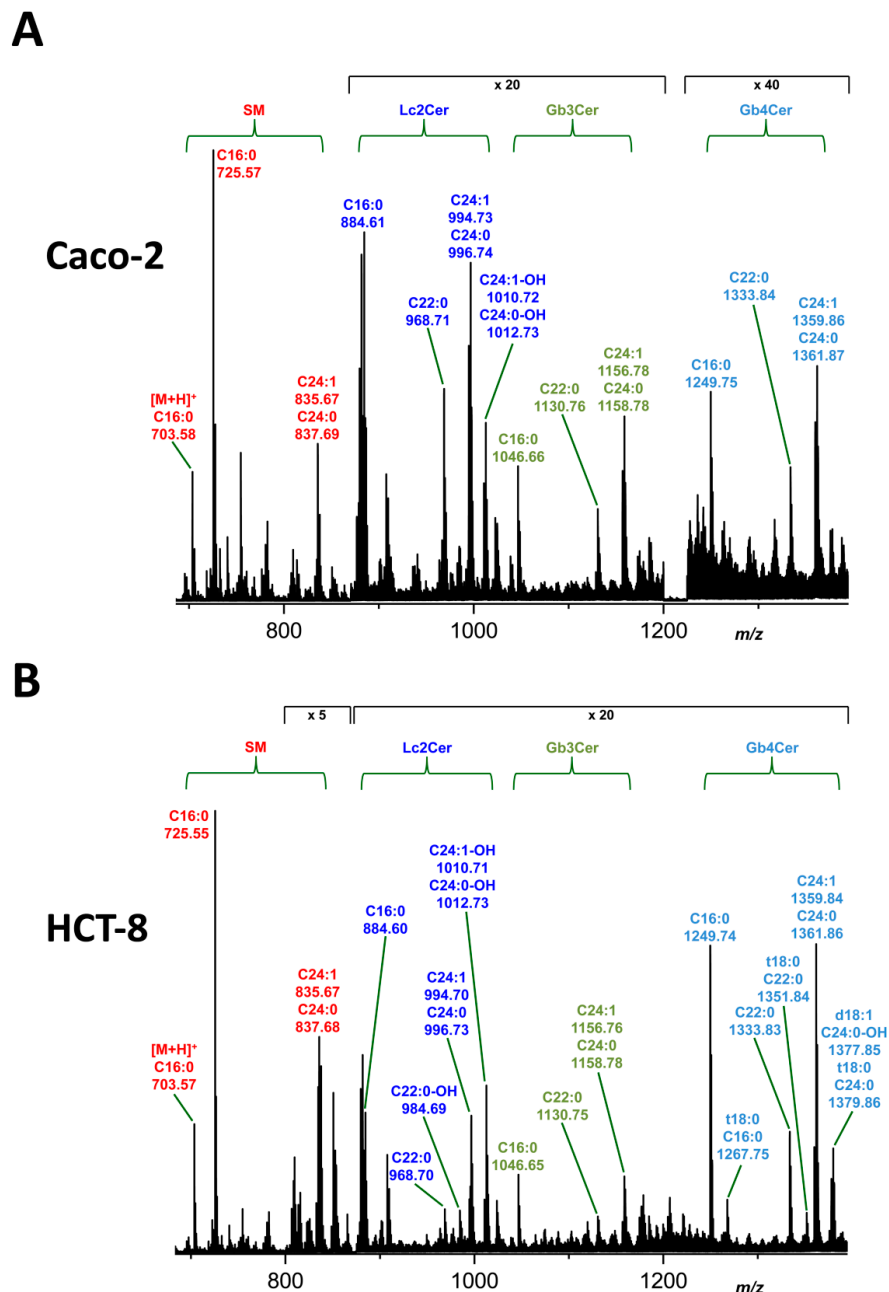 A
x 20
x 40
SM
Lc2Cer
Gb3Cer
Gb4Cer
Caco-2
C16:0
725.57
[M+H]⁺
C16:0
703.58
C24:1
835.67
C24:0
837.69
C16:0
884.61
C22:0
968.71
C24:1
994.73
C24:0
996.74
C24:1-OH
1010.72
C24:0-OH
1012.73
C16:0
1046.66
C22:0
1130.76
C24:1
1156.78
C24:0
1158.78
C16:0
1249.75
C22:0
1333.84
C24:1
1359.86
C24:0
1361.87
800
1000
1200
m/z
B
x 5
x 20
SM
Lc2Cer
Gb3Cer
Gb4Cer
HCT-8
C16:0
725.55
[M+H]⁺
C16:0
703.57
C24:1
835.67
C24:0
837.68
C16:0
884.60
C22:0
968.70
C22:0-OH
984.69
C24:1
994.70
C24:0
996.73
C24:1-OH
1010.71
C24:0-OH
1012.73
C16:0
1046.65
C22:0
1130.75
C24:1
1156.76
C24:0
1158.78
C16:0
1249.74
t18:0
C16:0
1267.75
C22:0
1333.83
t18:0
C22:0
1351.84
C24:1
1359.84
C24:0
1361.86
d18:1
C24:0-OH
1377.85
t18:0
C24:0
1379.86
800
1000
1200
m/z